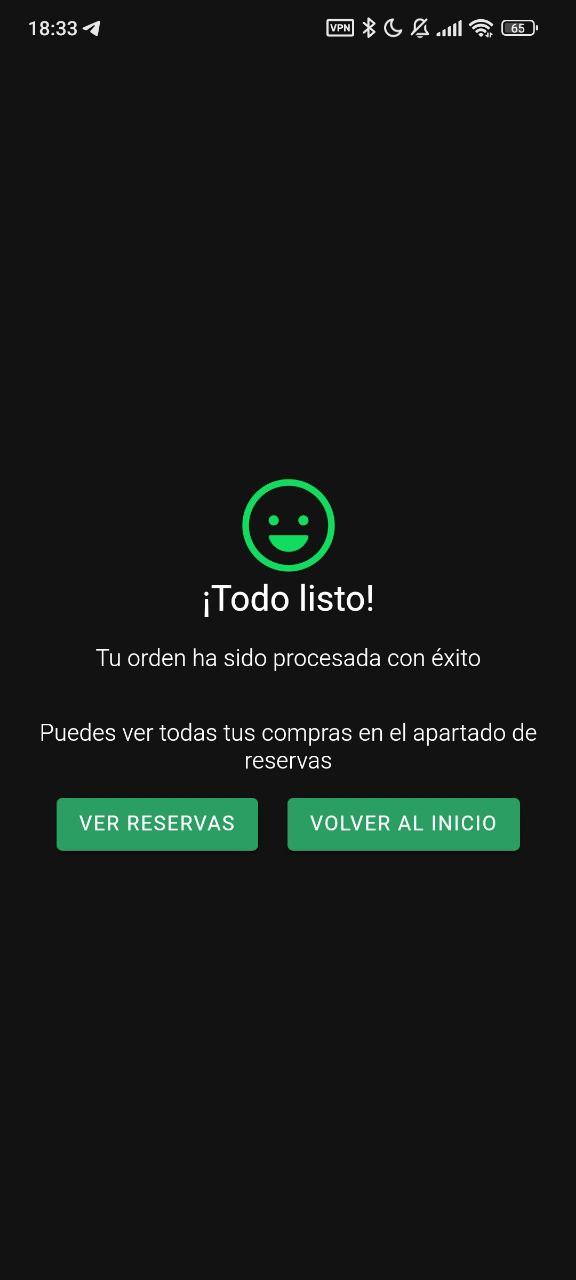 18:33
VPN
65
¡Todo listo!
Tu orden ha sido procesada con éxito
Puedes ver todas tus compras en el apartado de
reservas
VER RESERVAS
VOLVER AL INICIO